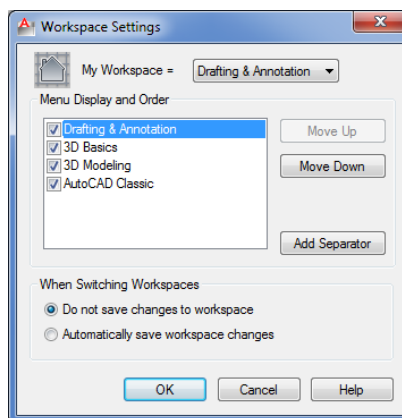 Workspace Settings
My Workspace = Drafting & Annotation
Menu Display and Order
Drafting & Annotation
3D Basics
3D Modeling
AutoCAD Classic
Move Up
Move Down
Add Separator
When Switching Workspaces
Do not save changes to workspace
Automatically save workspace changes
OK Cancel Help